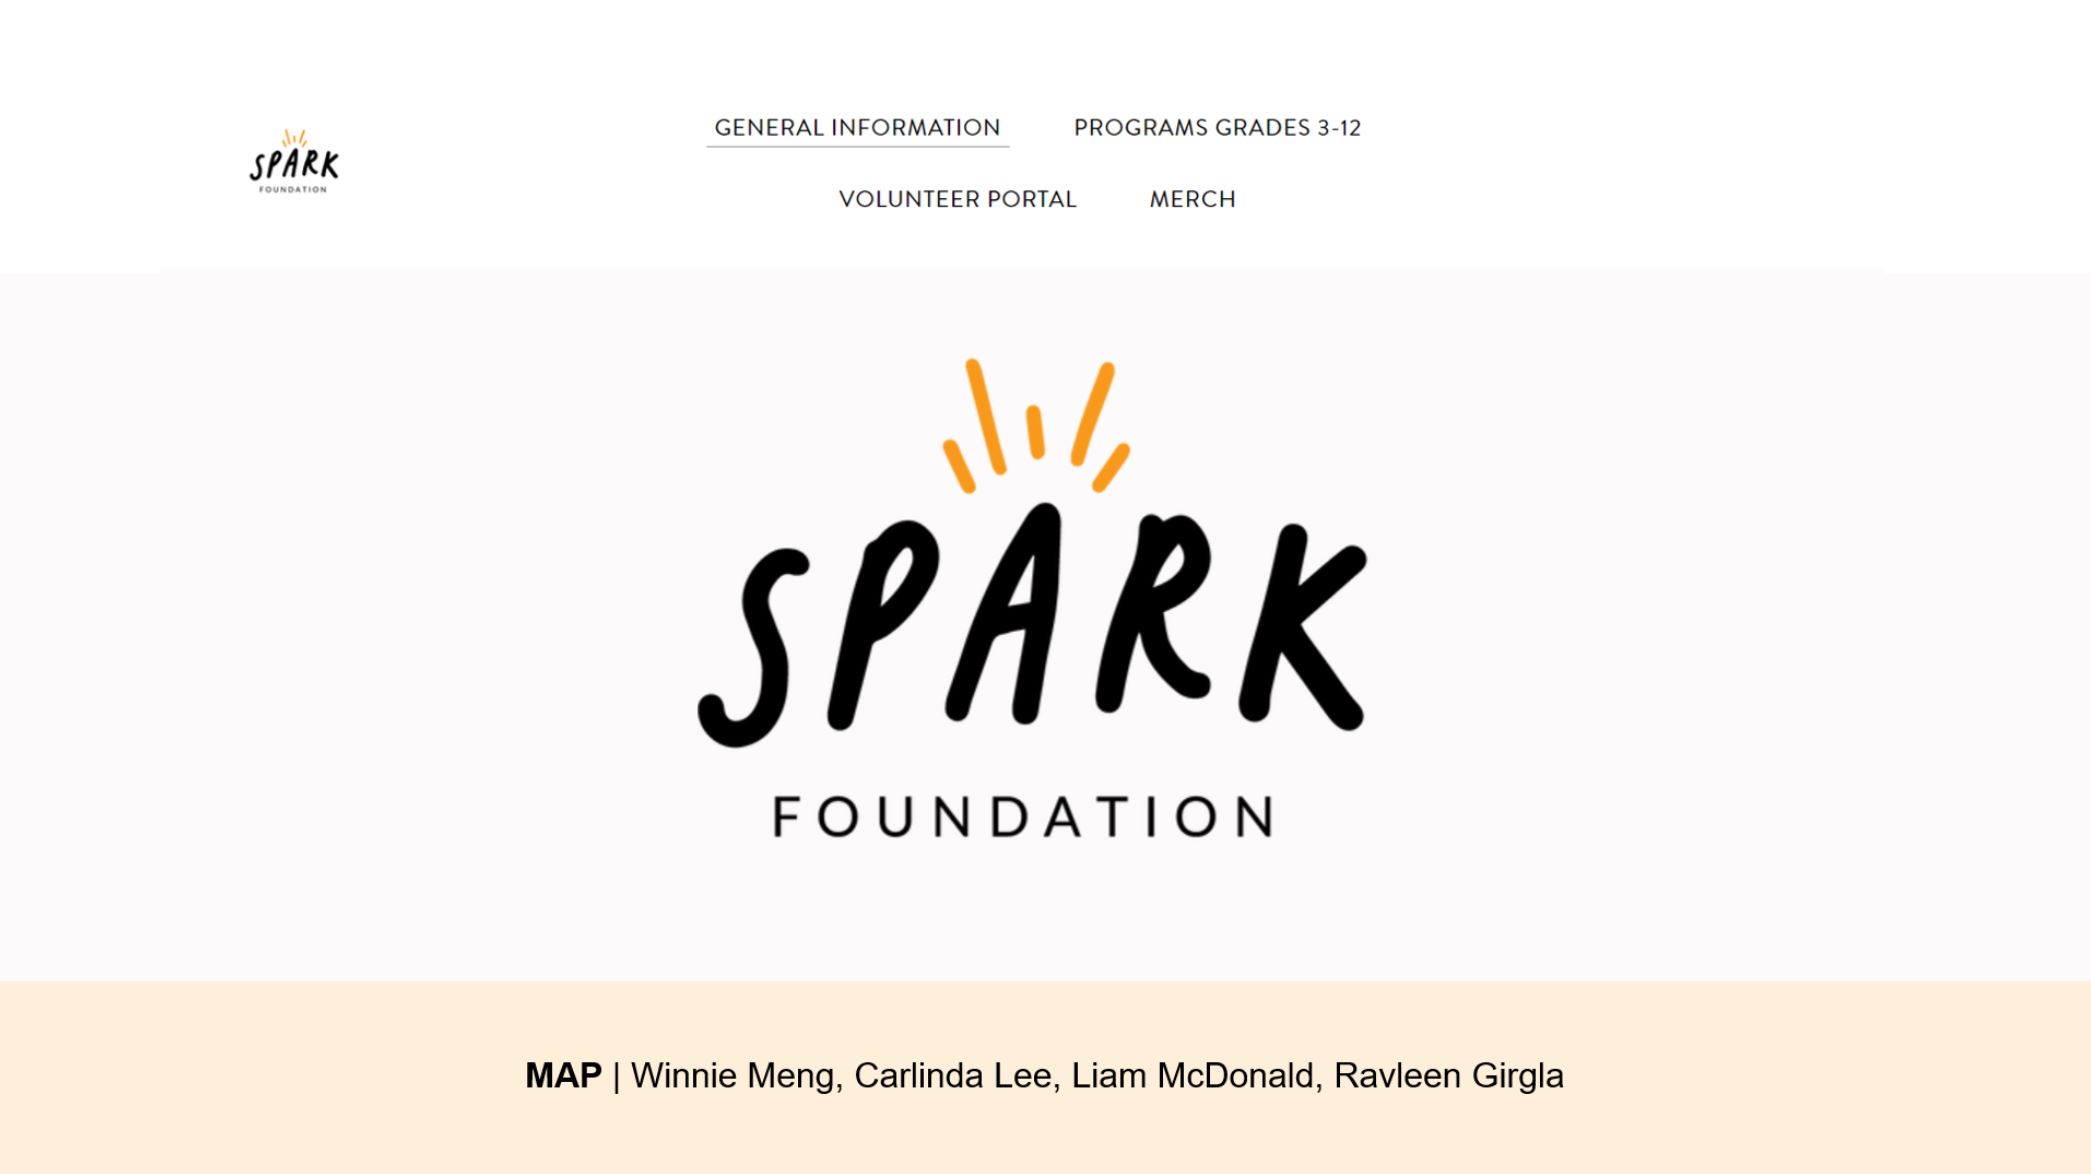 SPARK
FOUNDATION
GENERAL INFORMATION
PROGRAMS GRADES 3-12
VOLUNTEER PORTAL
MERCH
SPARK
FOUNDATION
MAP | Winnie Meng, Carlinda Lee, Liam McDonald, Ravleen Girgla